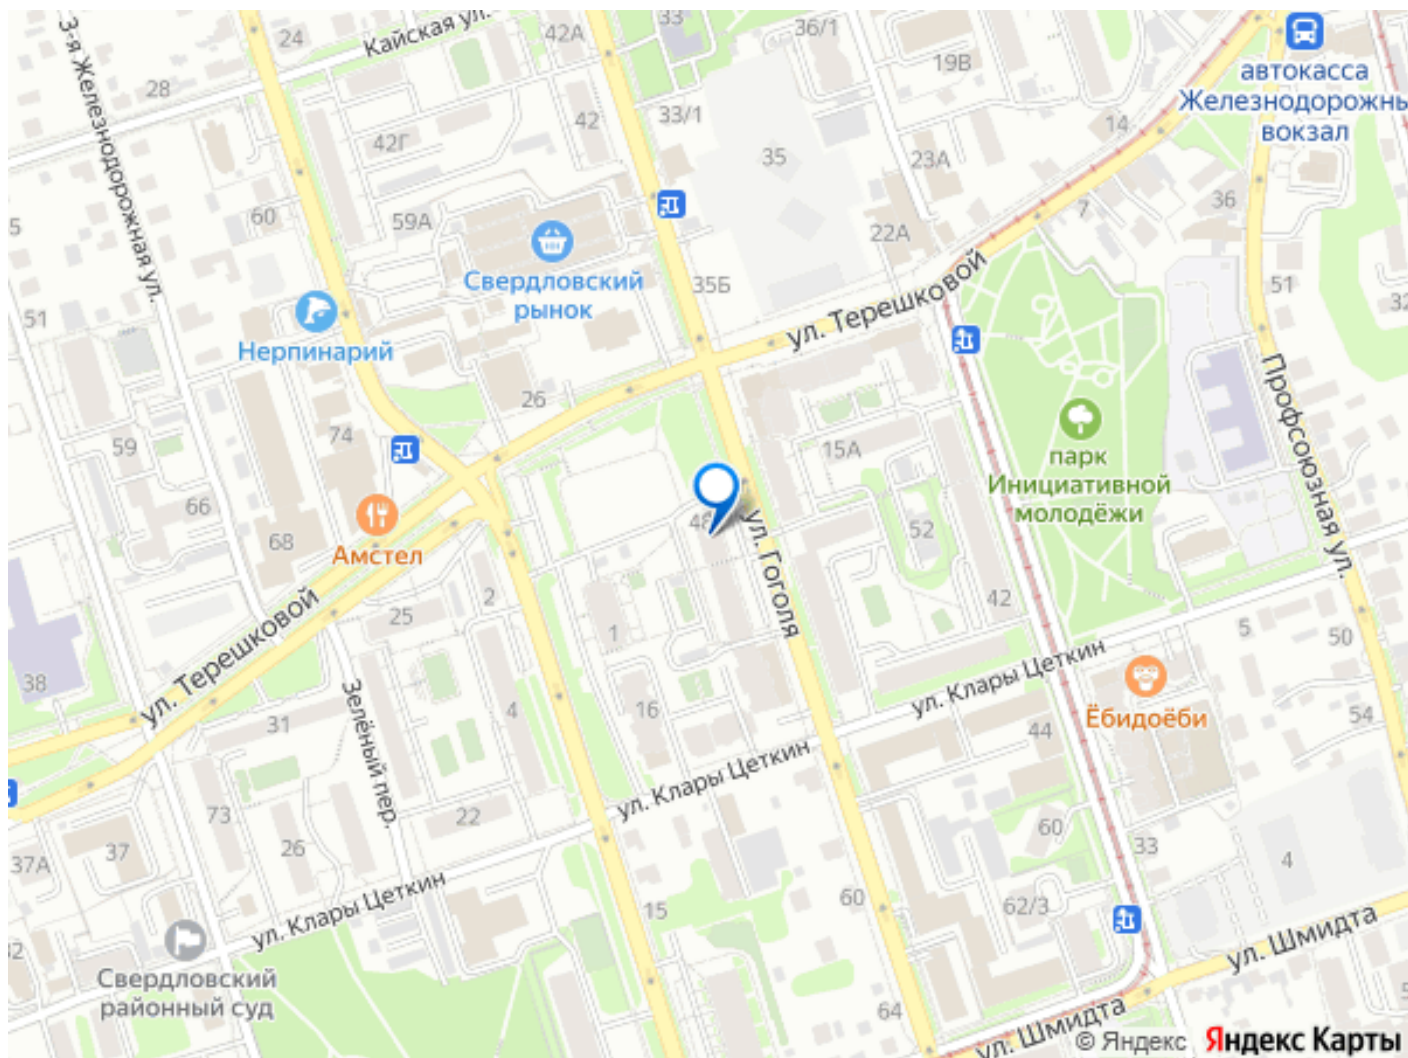 24
Кайская ул.
42А
33
36/1
19В
автокасса
Железнодорожны
вокзал
3-я Железнодорожная ул.
28
42Г
42
33/1
35
14
23А
7
36
5
60
59А
22А
Свердловский
рынок
35Б
51
32
51
Нерпинарий
ул. Терешковой
26
Профсоюзная ул.
59
74
15А
парк
Инициативной
молодёжи
66
68
Амстел
48
ул. Гоголя
52
2
25
42
1
5
50
38
ул. Терешковой
31
Зелёный пер.
4
16
ул. Клары Цеткин
44
Ёбидоёби
54
73
22
ул. Клары Цеткин
37А
37
26
60
33
4
ул. Клары Цеткин
15
60
62/3
Свердловский
районный суд
64
ул. Шмидта
ул. Шмидта
© Яндекс
Яндекс Карты